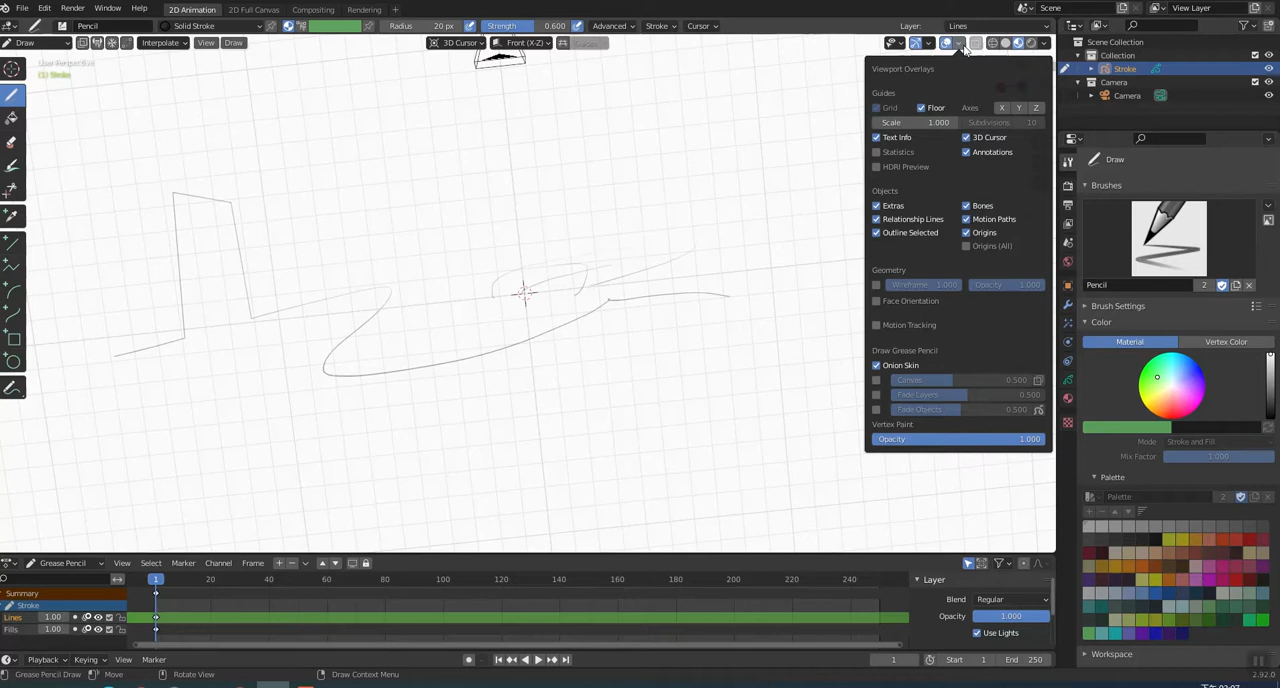 File Edit Render Window Help 2D Animation 2D Full Canvas Compositing Rendering + Scene View Layer
Pencil Solid Stroke Radius 20 px Strength 0.600 Advanced Stroke Cursor Layer: Lines
Draw Interpolate View Draw 3D Cursor Front (X-Z) Guides
User Perspective
(1) Stroke
Scene Collection
Collection
Stroke
Camera
Camera
Viewport Overlays
Guides
Grid Floor Axes X Y Z
Scale 1.000 Subdivisions 10
Text Info 3D Cursor
Statistics Annotations
HDRI Preview
Objects
Extras Bones
Relationship Lines Motion Paths
Outline Selected Origins
Origins (All)
Geometry
Wireframe 1.000 Opacity 1.000
Face Orientation
Motion Tracking
Draw Grease Pencil
Onion Skin
Canvas 0.500
Fade Layers 0.500
Fade Objects 0.500
Vertex Paint
Opacity 1.000
Draw
Brushes
Pencil 2
Brush Settings
Color
Material Vertex Color
Mode Stroke and Fill
Mix Factor 1.000
Palette
Palette 2
Workspace
Grease Pencil View Select Marker Channel Frame
1 20 40 60 80 100 120 140 160 180 200 220 240
Summary
Stroke
Lines 1.00
Fills 1.00
Layer
Blend Regular
Opacity 1.000
Use Lights
Playback Keying View Marker 1 Start 1 End 250
Grease Pencil Draw Move Rotate View Draw Context Menu 2.92.0